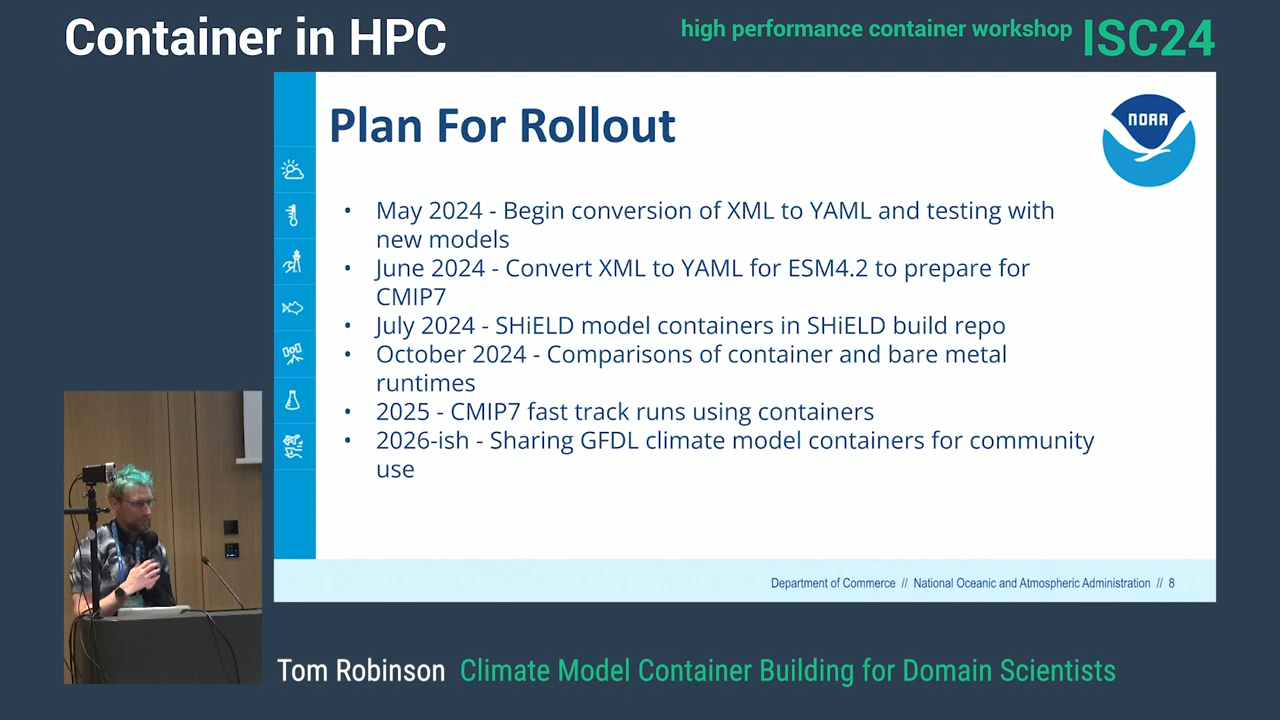 Container in HPC
high performance container workshop ISC24
Plan For Rollout
NOAA
• May 2024 - Begin conversion of XML to YAML and testing with
new models
• June 2024 - Convert XML to YAML for ESM4.2 to prepare for
CMIP7
• July 2024 - SHiELD model containers in SHiELD build repo
• October 2024 - Comparisons of container and bare metal
runtimes
• 2025 - CMIP7 fast track runs using containers
• 2026-ish - Sharing GFDL climate model containers for community
use
Department of Commerce // National Oceanic and Atmospheric Administration // 8
Tom Robinson Climate Model Container Building for Domain Scientists